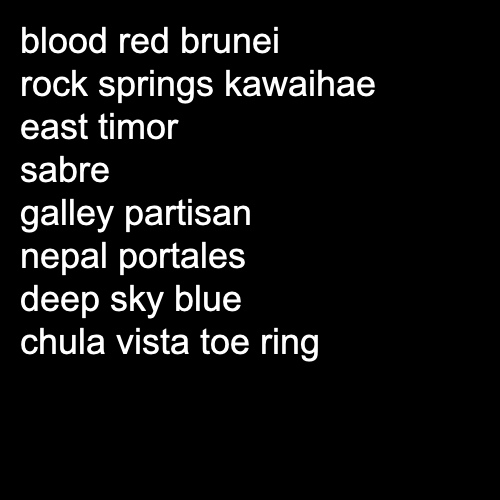 blood red brunei
rock springs kawaihae
east timor
sabre
galley partisan
nepal portales
deep sky blue
chula vista toe ring